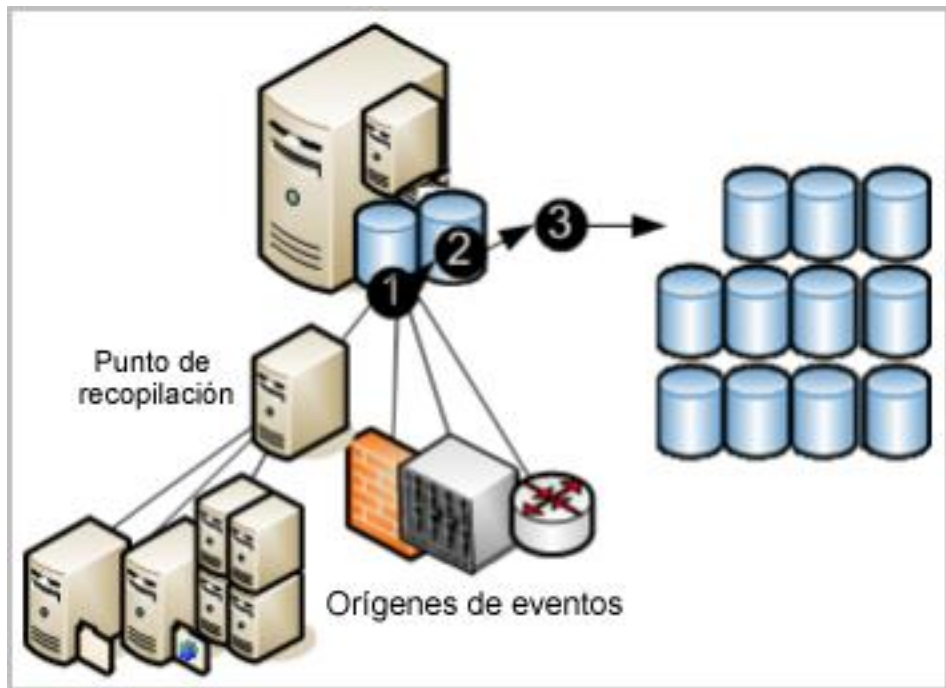 1
2
3
Punto de
recopilación
Orígenes de eventos